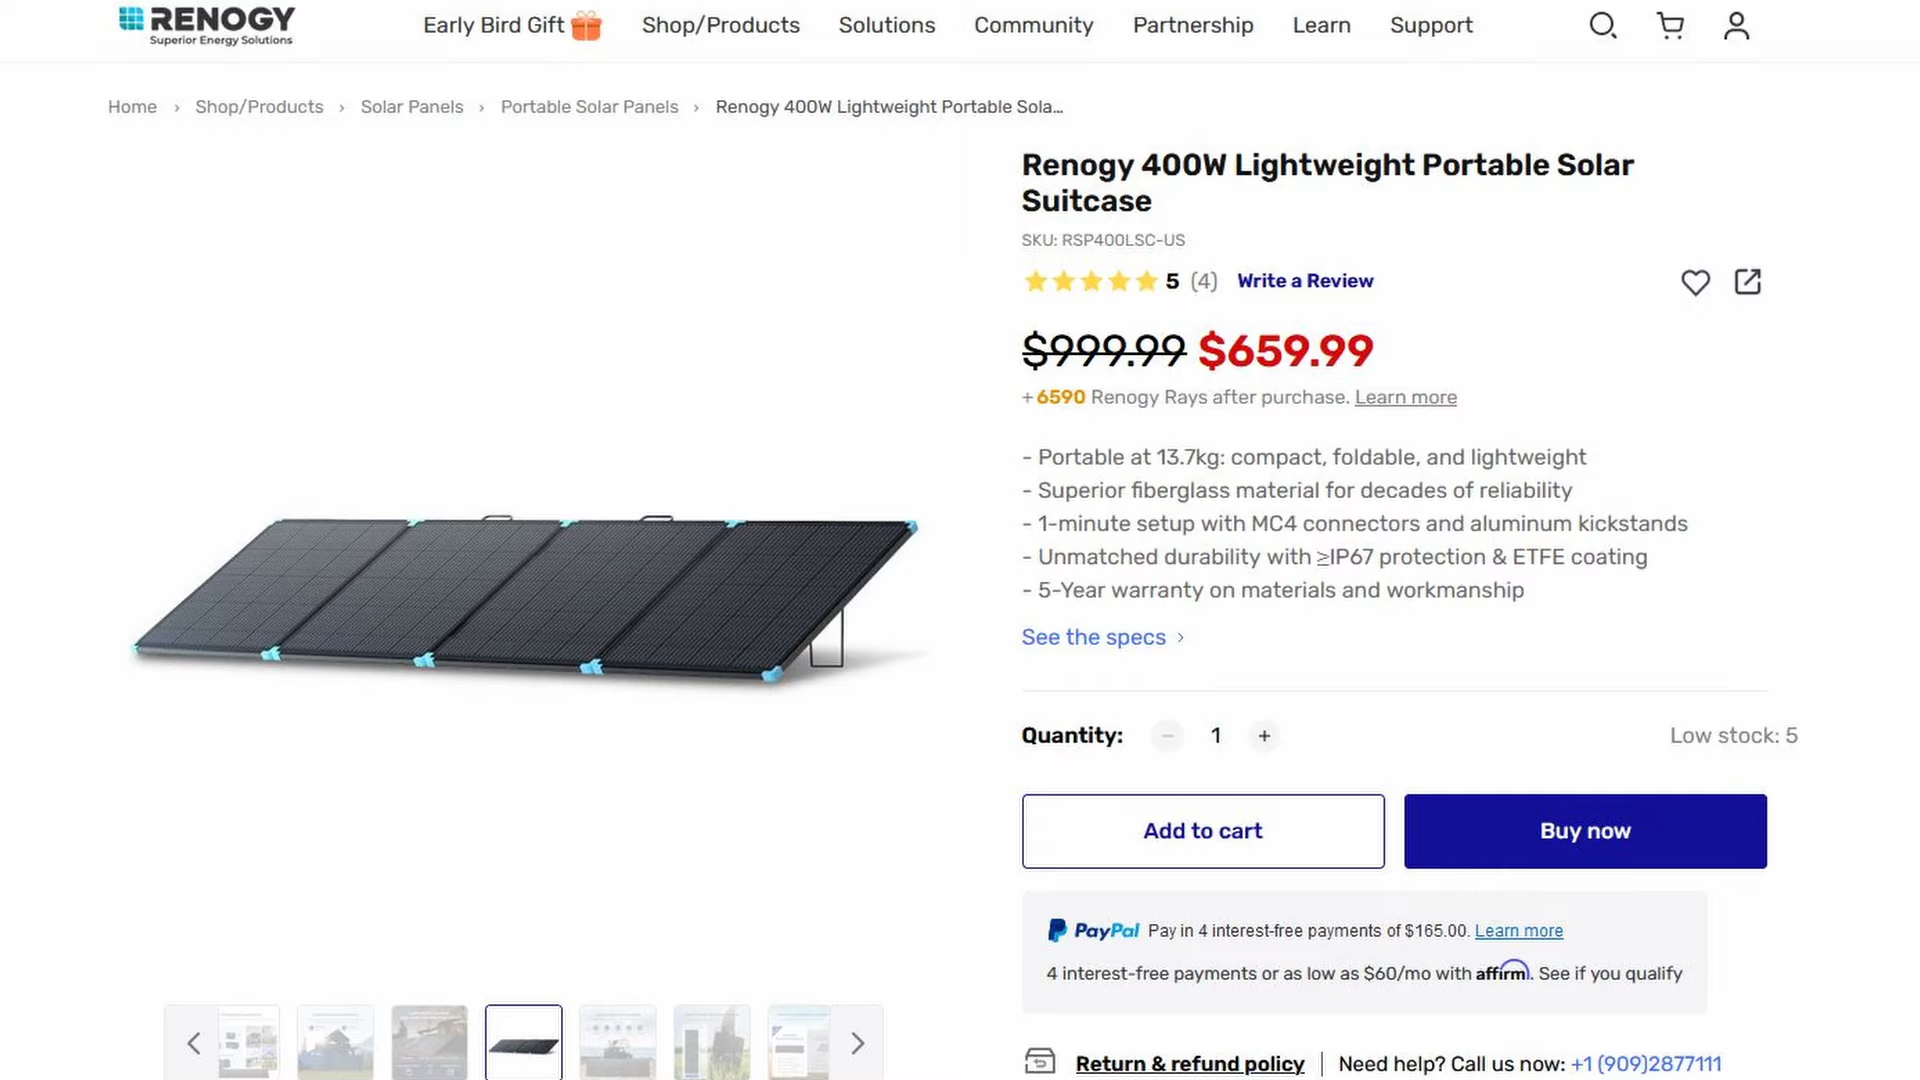 RENOGY
Superior Energy Solutions
Early Bird Gift
Shop/Products
Solutions
Community
Partnership
Learn
Support
Home › Shop/Products › Solar Panels › Portable Solar Panels › Renogy 400W Lightweight Portable Sola...
Renogy 400W Lightweight Portable Solar
Suitcase
SKU: RSP400LSC-US
5 (4) Write a Review
$999.99 $659.99
+ 6590 Renogy Rays after purchase. Learn more
- Portable at 13.7kg: compact, foldable, and lightweight
- Superior fiberglass material for decades of reliability
- 1-minute setup with MC4 connectors and aluminum kickstands
- Unmatched durability with ≥IP67 protection & ETFE coating
- 5-Year warranty on materials and workmanship
See the specs ›
Quantity: − 1 + Low stock: 5
Add to cart
Buy now
PayPal Pay in 4 interest-free payments of $165.00. Learn more
4 interest-free payments or as low as $60/mo with affirm. See if you qualify
Return & refund policy | Need help? Call us now: +1 (909)2877111